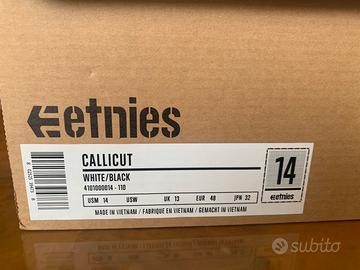 etnies
CALLICUT
WHITE/BLACK
4101000014 - 110
USM 14 USW UK 13 EUR 48 JPN 32
MADE IN VIETNAM / FABRIQUE EN VIETNAM / GEMACHT IN VIETNAM
14
etnies
subito